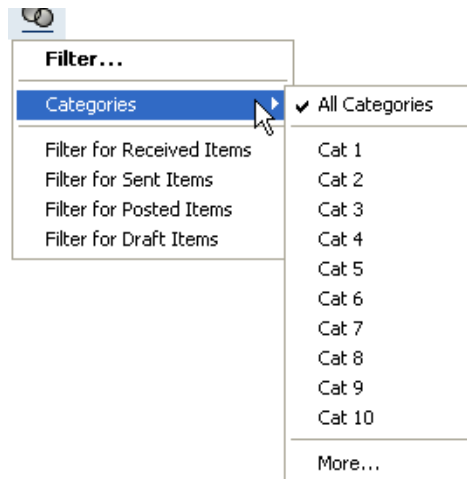 Filter...
Categories
Filter for Received Items
Filter for Sent Items
Filter for Posted Items
Filter for Draft Items
All Categories
Cat 1
Cat 2
Cat 3
Cat 4
Cat 5
Cat 6
Cat 7
Cat 8
Cat 9
Cat 10
More...